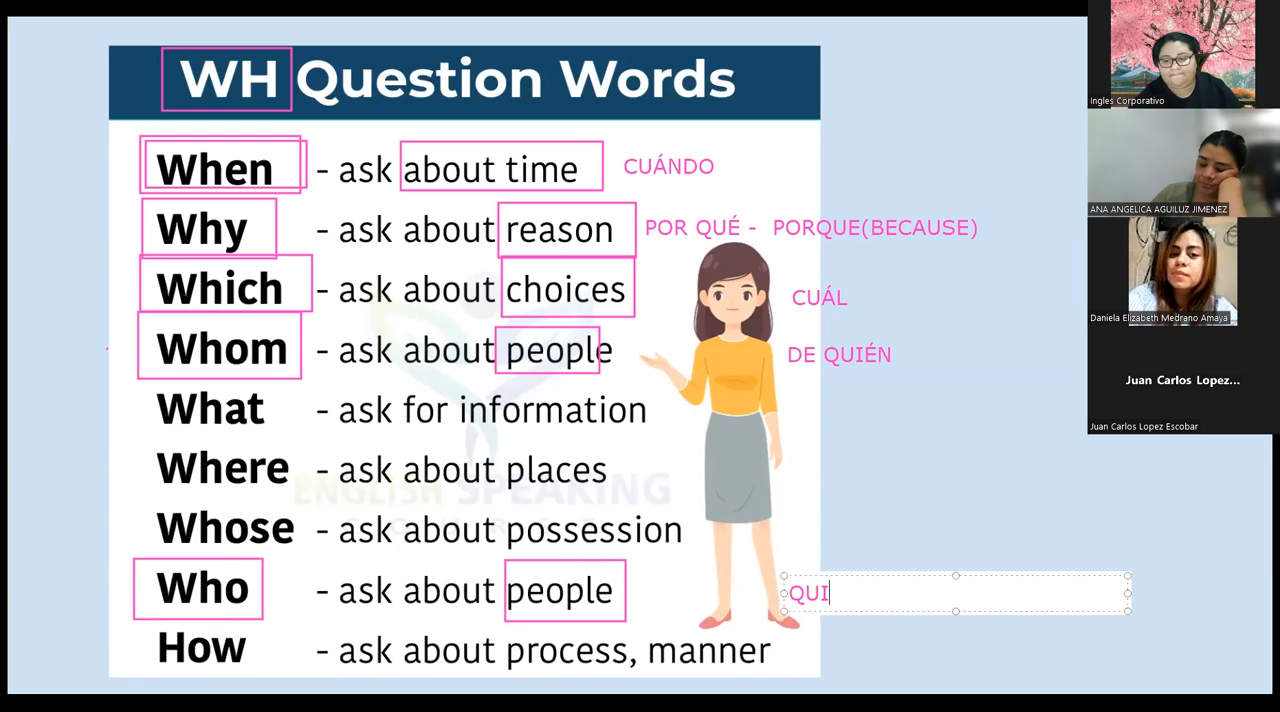 WH Question Words
When - ask about time CUÁNDO
Why - ask about reason POR QUÉ - PORQUE(BECAUSE)
Which - ask about choices CUÁL
Whom - ask about people DE QUIÉN
What - ask for information
Where - ask about places
ENGLISH SPEAKING
Whose - ask about possession
Who - ask about people QUI
How - ask about process, manner
Ingles Corporativo
ANA ANGELICA AGUILUZ JIMENEZ
Daniela Elizabeth Medrano Amaya
Juan Carlos Lopez...
Juan Carlos Lopez Escobar